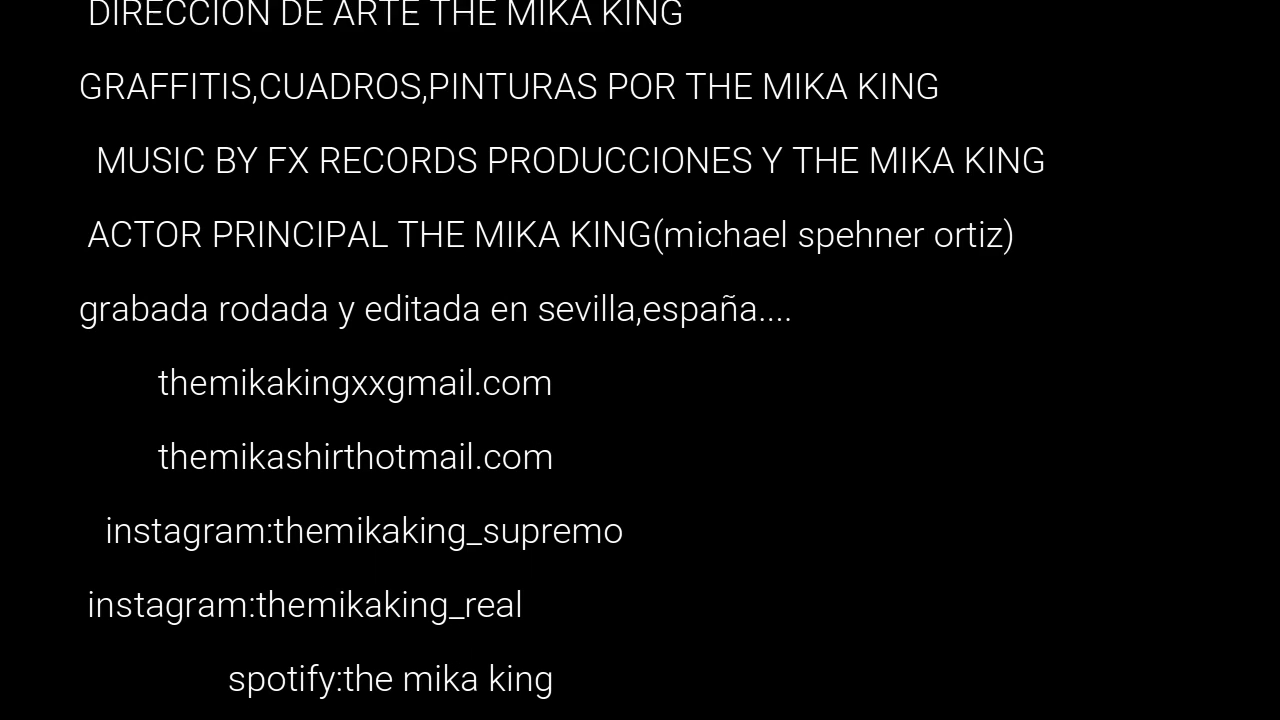 DIRECCION DE ARTE THE MIKA KING
GRAFFITIS,CUADROS,PINTURAS POR THE MIKA KING
MUSIC BY FX RECORDS PRODUCCIONES Y THE MIKA KING
ACTOR PRINCIPAL THE MIKA KING(michael spehner ortiz)
grabada rodada y editada en sevilla,españa....
themikakingxxgmail.com
themikashirthotmail.com
instagram:themikaking_supremo
instagram:themikaking_real
spotify:the mika king